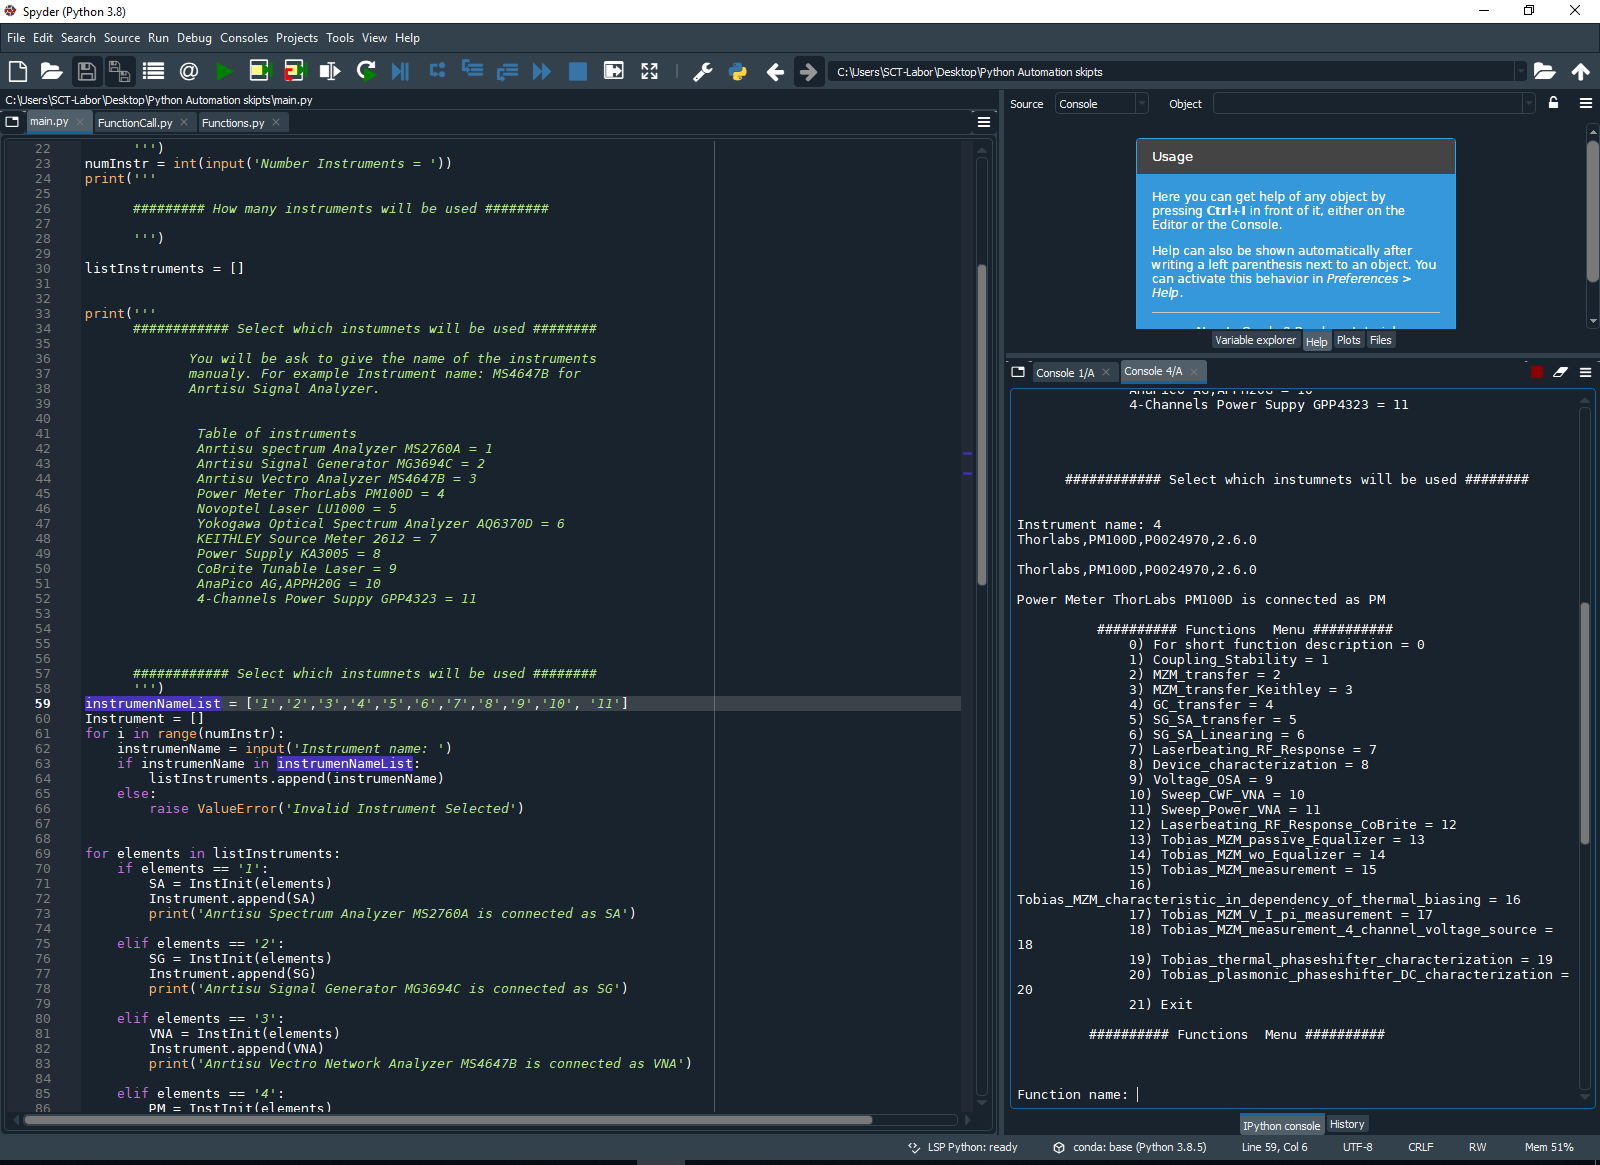 Spyder (Python 3.8)
File Edit Search Source Run Debug Consoles Projects Tools View Help
C:\Users\SCT-Labor\Desktop\Python Automation skipts
C:\Users\SCT-Labor\Desktop\Python Automation skipts\main.py
main.py FunctionCall.py Functions.py
22 ''')
23 numInstr = int(input('Number Instruments = '))
24 print('''
25
26 ######### How many instruments will be used ########
27
28 ''')
29
30 listInstruments = []
31
32
33 print('''
34 ############ Select which instumnets will be used ########
35
36 You will be ask to give the name of the instruments
37 manualy. For example Instrument name: MS4647B for
38 Anrtisu Signal Analyzer.
39
40
41 Table of instruments
42 Anrtisu spectrum Analyzer MS2760A = 1
43 Anrtisu Signal Generator MG3694C = 2
44 Anrtisu Vectro Analyzer MS4647B = 3
45 Power Meter ThorLabs PM100D = 4
46 Novoptel Laser LU1000 = 5
47 Yokogawa Optical Spectrum Analyzer AQ6370D = 6
48 KEITHLEY Source Meter 2612 = 7
49 Power Supply KA3005 = 8
50 CoBrite Tunable Laser = 9
51 AnaPico AG,APPH20G = 10
52 4-Channels Power Suppy GPP4323 = 11
53
54
55
56
57 ############ Select which instumnets will be used ########
58 ''')
59 instrumenNameList = ['1','2','3','4','5','6','7','8','9','10', '11']
60 Instrument = []
61 for i in range(numInstr):
62 instrumenName = input('Instrument name: ')
63 if instrumenName in instrumenNameList:
64 listInstruments.append(instrumenName)
65 else:
66 raise ValueError('Invalid Instrument Selected')
67
68
69 for elements in listInstruments:
70 if elements == '1':
71 SA = InstInit(elements)
72 Instrument.append(SA)
73 print('Anrtisu Spectrum Analyzer MS2760A is connected as SA')
74
75 elif elements == '2':
76 SG = InstInit(elements)
77 Instrument.append(SG)
78 print('Anrtisu Signal Generator MG3694C is connected as SG')
79
80 elif elements == '3':
81 VNA = InstInit(elements)
82 Instrument.append(VNA)
83 print('Anrtisu Vectro Network Analyzer MS4647B is connected as VNA')
84
85 elif elements == '4':
86 PM = InstInit(elements)
Source Console Object
Usage
Here you can get help of any object by
pressing Ctrl+I in front of it, either on the
Editor or the Console.
Help can also be shown automatically after
writing a left parenthesis next to an object. You
can activate this behavior in Preferences >
Help.
Variable explorer Help Plots Files
Console 1/A Console 4/A
AnaPico AG,APPH20G = 10
4-Channels Power Suppy GPP4323 = 11
############ Select which instumnets will be used ########
Instrument name: 4
Thorlabs,PM100D,P0024970,2.6.0
Thorlabs,PM100D,P0024970,2.6.0
Power Meter ThorLabs PM100D is connected as PM
########## Functions Menu ##########
0) For short function description = 0
1) Coupling_Stability = 1
2) MZM_transfer = 2
3) MZM_transfer_Keithley = 3
4) GC_transfer = 4
5) SG_SA_transfer = 5
6) SG_SA_Linearing = 6
7) Laserbeating_RF_Response = 7
8) Device_characterization = 8
9) Voltage_OSA = 9
10) Sweep_CWF_VNA = 10
11) Sweep_Power_VNA = 11
12) Laserbeating_RF_Response_CoBrite = 12
13) Tobias_MZM_passive_Equalizer = 13
14) Tobias_MZM_wo_Equalizer = 14
15) Tobias_MZM_measurement = 15
16)
Tobias_MZM_characteristic_in_dependency_of_thermal_biasing = 16
17) Tobias_MZM_V_I_pi_measurement = 17
18) Tobias_MZM_measurement_4_channel_voltage_source =
18
19) Tobias_thermal_phaseshifter_characterization = 19
20) Tobias_plasmonic_phaseshifter_DC_characterization =
20
21) Exit
########## Functions Menu ##########
Function name:
IPython console History
LSP Python: ready conda: base (Python 3.8.5) Line 59, Col 6 UTF-8 CRLF RW Mem 51%